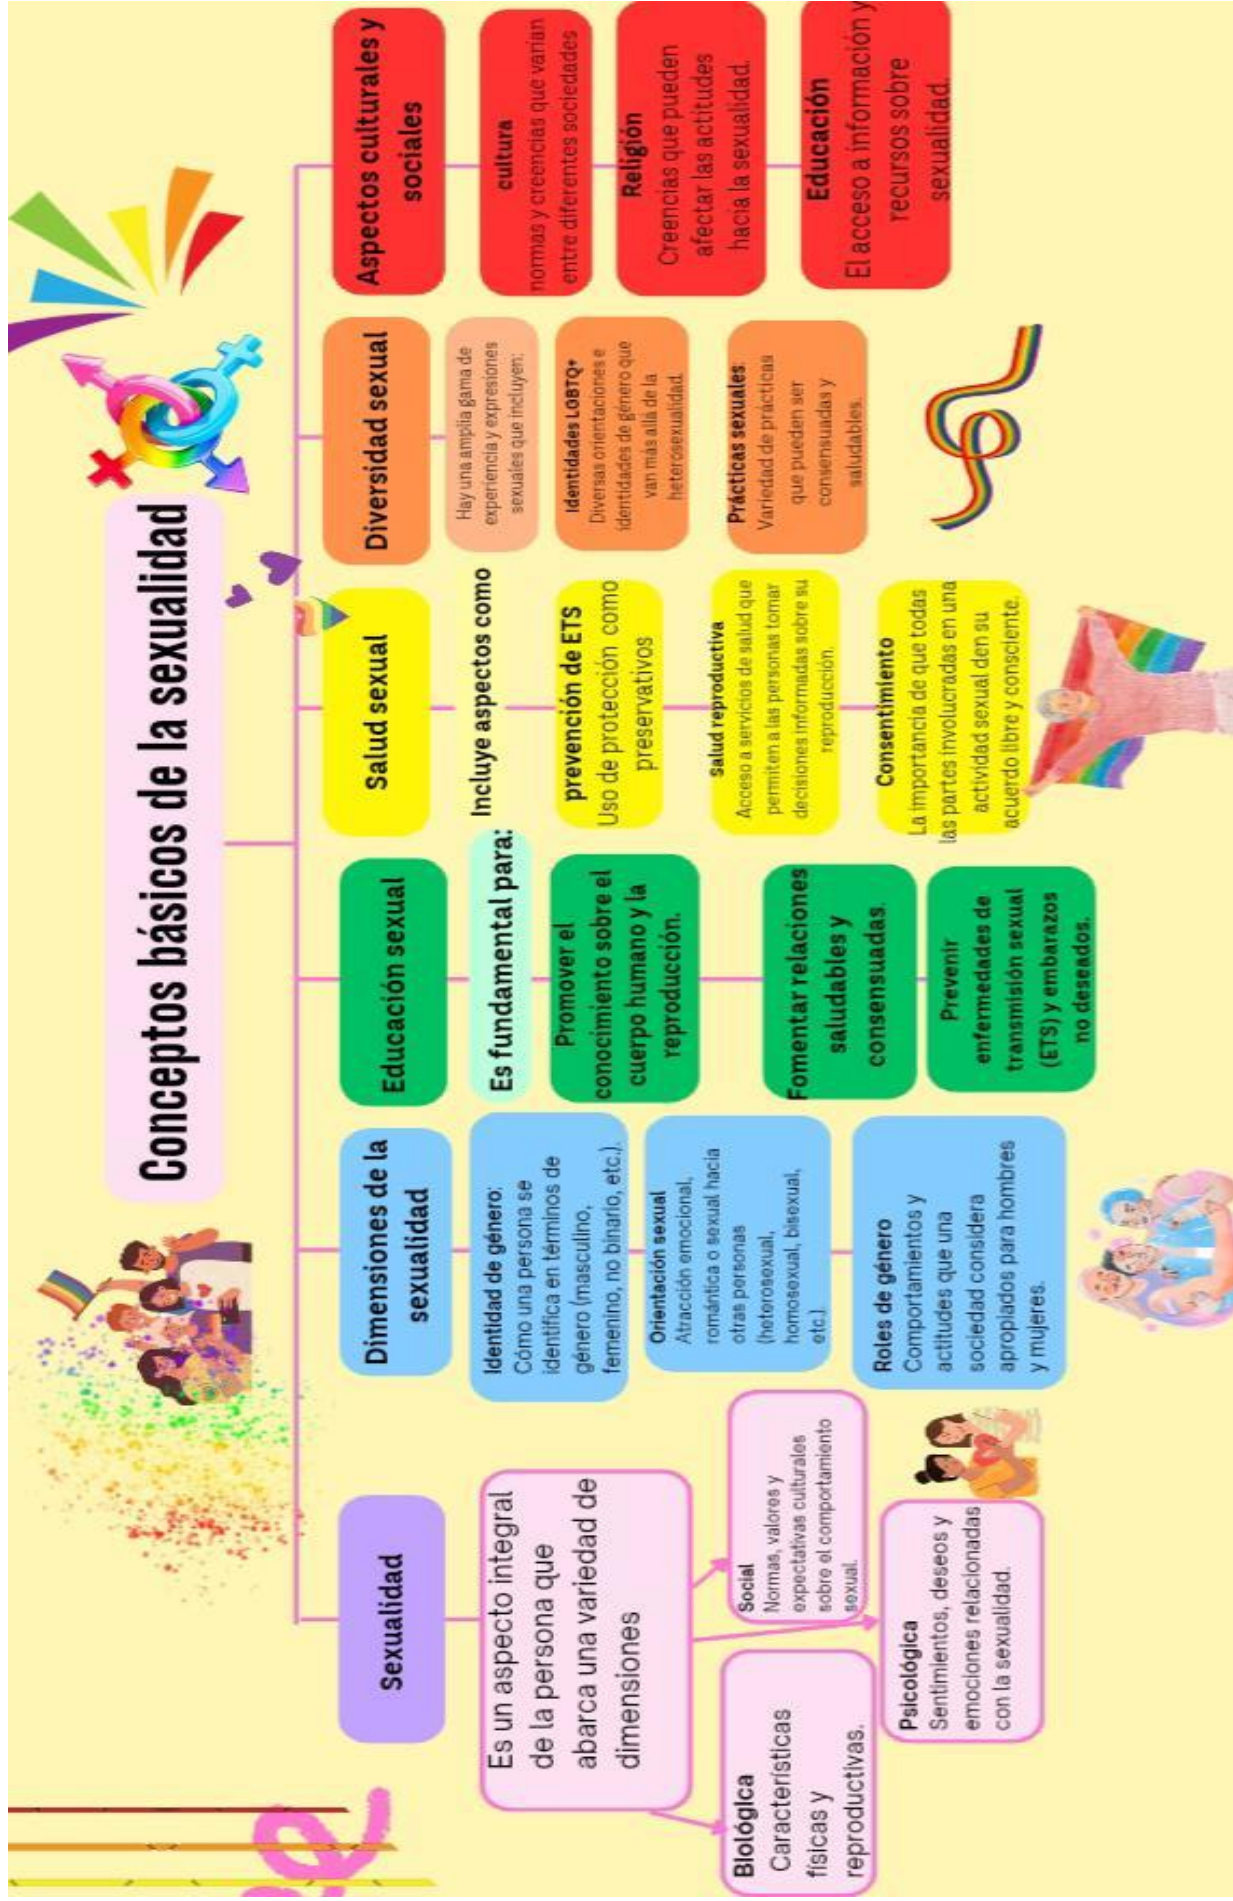 Conceptos básicos de la sexualidad
Sexualidad
Es un aspecto integral
de la persona que
abarca una variedad de
dimensiones
Biológica
Características
físicas y
reproductivas.
Social
Normas, valores y
expectativas culturales
sobre el comportamiento
sexual.
Psicológica
Sentimientos, deseos y
emociones relacionadas
con la sexualidad.
Dimensiones de la
sexualidad
Identidad de género:
Cómo una persona se
identifica en términos de
género (masculino,
femenino, no binario, etc.).
Orientación sexual
Atracción emocional,
romántica o sexual hacia
otras personas
(heterosexual,
homosexual, bisexual,
etc.).
Roles de género
Comportamientos y
actitudes que una
sociedad considera
apropiados para hombres
y mujeres.
Educación sexual
Es fundamental para:
Promover el
conocimiento sobre el
cuerpo humano y la
reproducción.
Fomentar relaciones
saludables y
consensuadas.
Prevenir
enfermedades de
transmisión sexual
(ETS) y embarazos
no deseados.
Salud sexual
Incluye aspectos como
prevención de ETS
Uso de protección como
preservativos
Salud reproductiva
Acceso a servicios de salud que
permiten a las personas tomar
decisiones informadas sobre su
reproducción.
Consentimiento
La importancia de que todas
las partes involucradas en una
actividad sexual den su
acuerdo libre y consciente.
Diversidad sexual
Hay una amplia gama de
experiencia y expresiones
sexuales que incluyen:
Identidades LGBTQ+
Diversas orientaciones e
identidades de género que
van más allá de la
heterosexualidad.
Prácticas sexuales:
Variedad de prácticas
que pueden ser
consensuadas y
saludables.
Aspectos culturales y
sociales
cultura
normas y creencias que varían
entre diferentes sociedades
Religión
Creencias que pueden
afectar las actitudes
hacia la sexualidad.
Educación
El acceso a información y
recursos sobre
sexualidad.